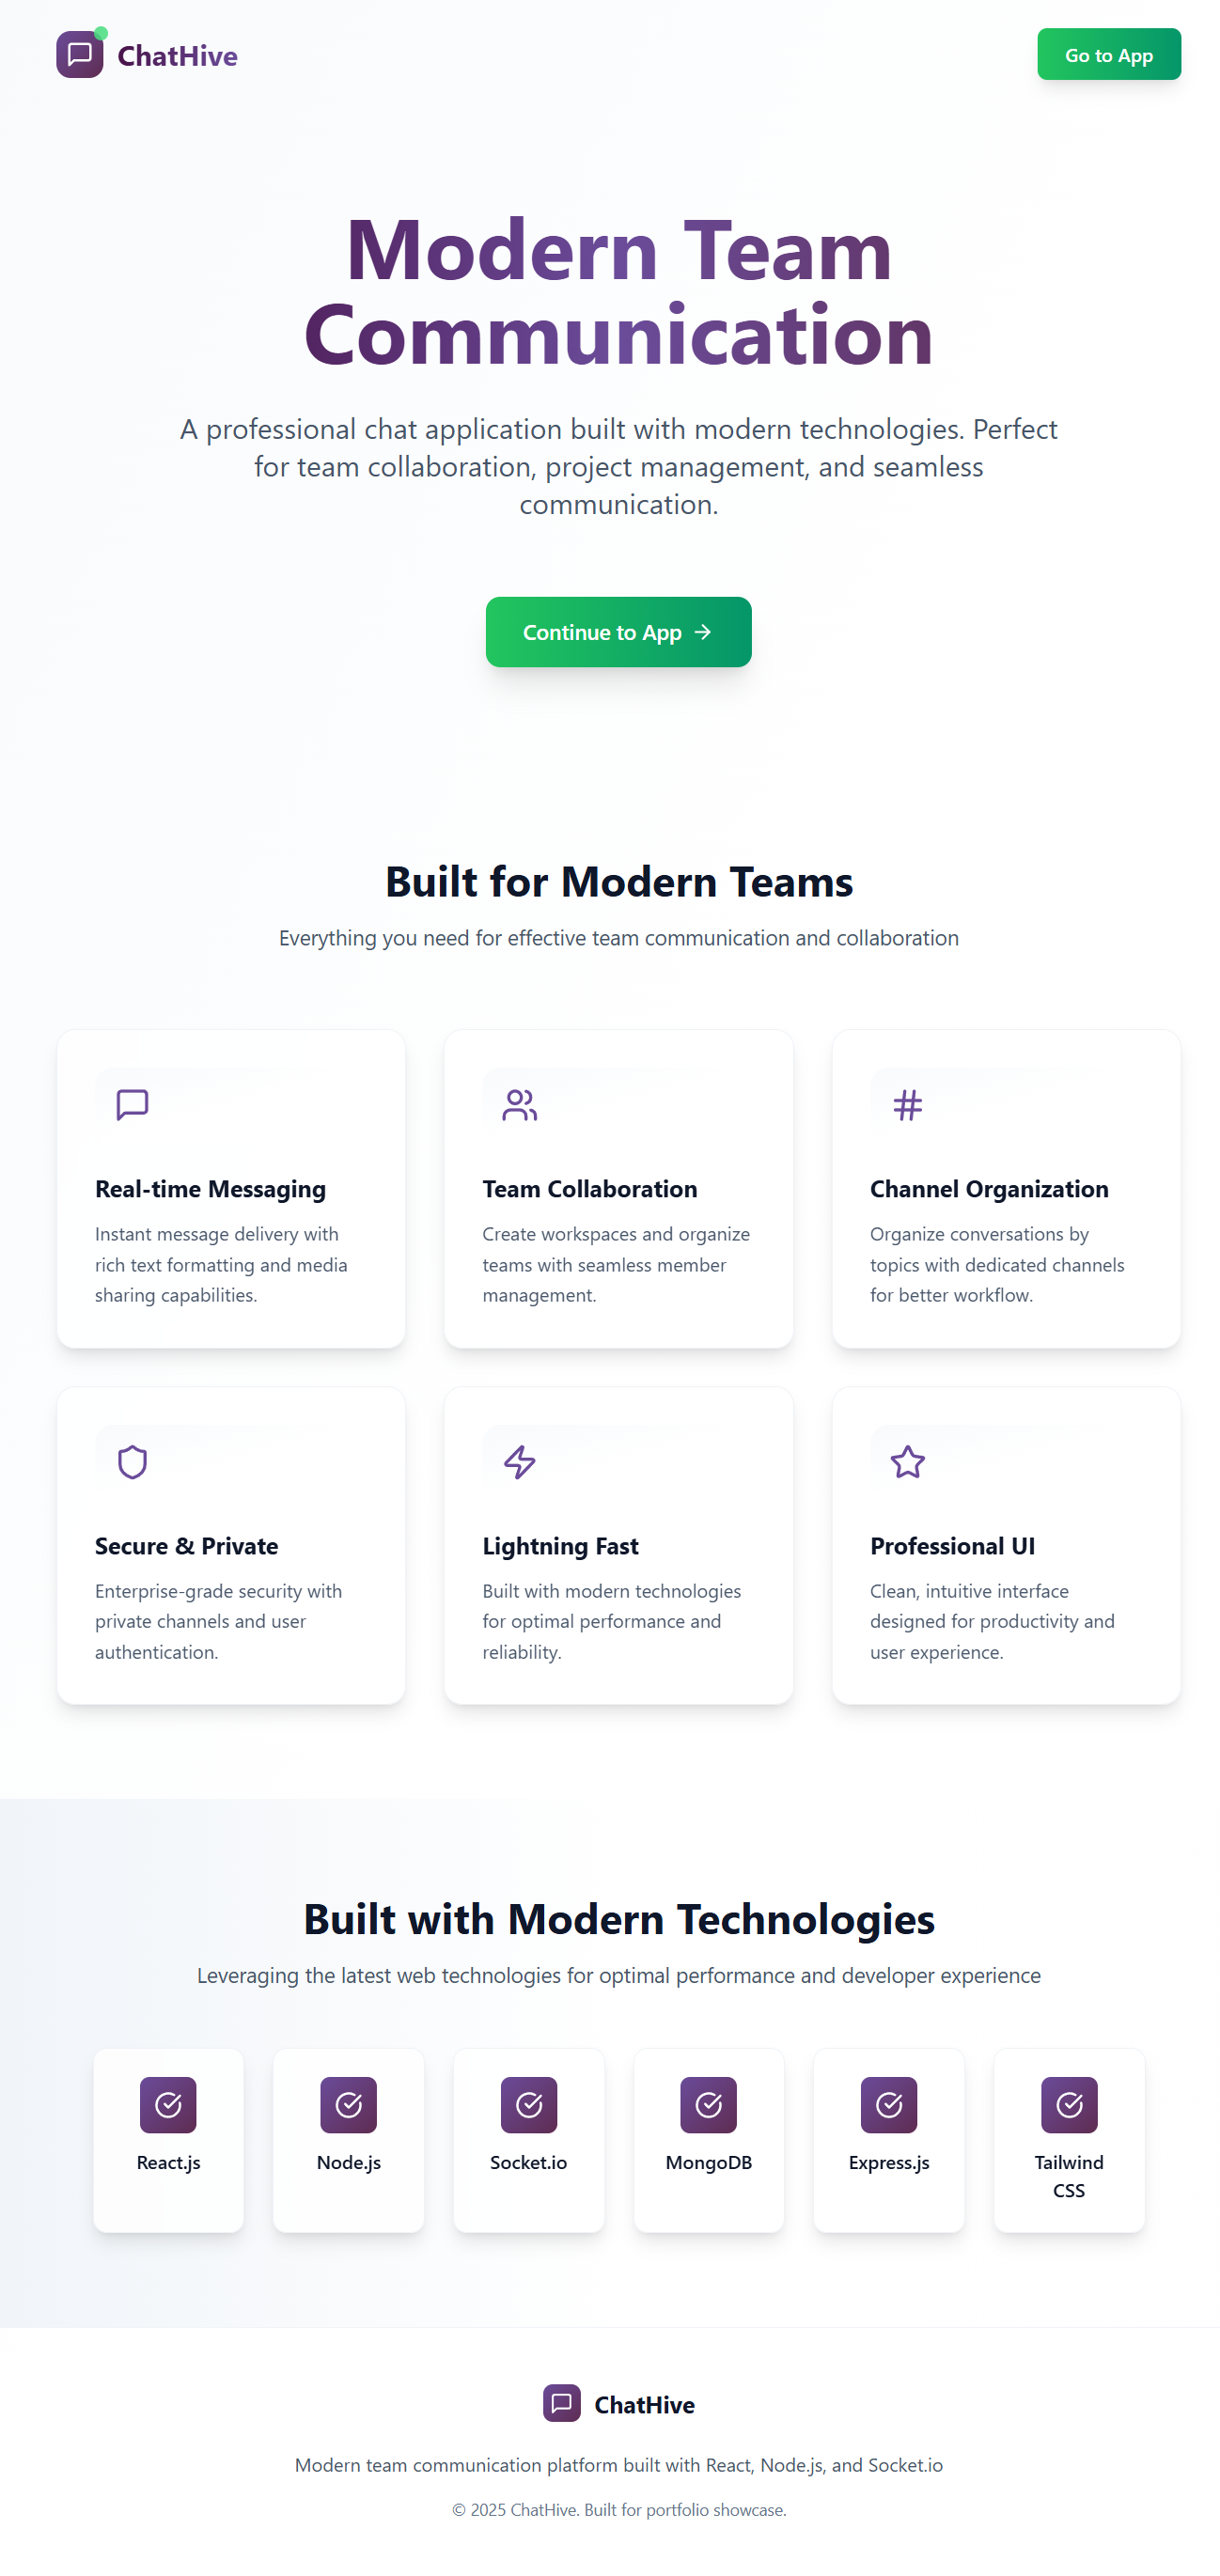 ChatHive
Go to App
Modern Team
Communication
A professional chat application built with modern technologies. Perfect
for team collaboration, project management, and seamless
communication.
Continue to App
Built for Modern Teams
Everything you need for effective team communication and collaboration
Real-time Messaging
Instant message delivery with
rich text formatting and media
sharing capabilities.
Team Collaboration
Create workspaces and organize
teams with seamless member
management.
Channel Organization
Organize conversations by
topics with dedicated channels
for better workflow.
Secure & Private
Enterprise-grade security with
private channels and user
authentication.
Lightning Fast
Built with modern technologies
for optimal performance and
reliability.
Professional UI
Clean, intuitive interface
designed for productivity and
user experience.
Built with Modern Technologies
Leveraging the latest web technologies for optimal performance and developer experience
React.js
Node.js
Socket.io
MongoDB
Express.js
Tailwind
CSS
ChatHive
Modern team communication platform built with React, Node.js, and Socket.io
© 2025 ChatHive. Built for portfolio showcase.